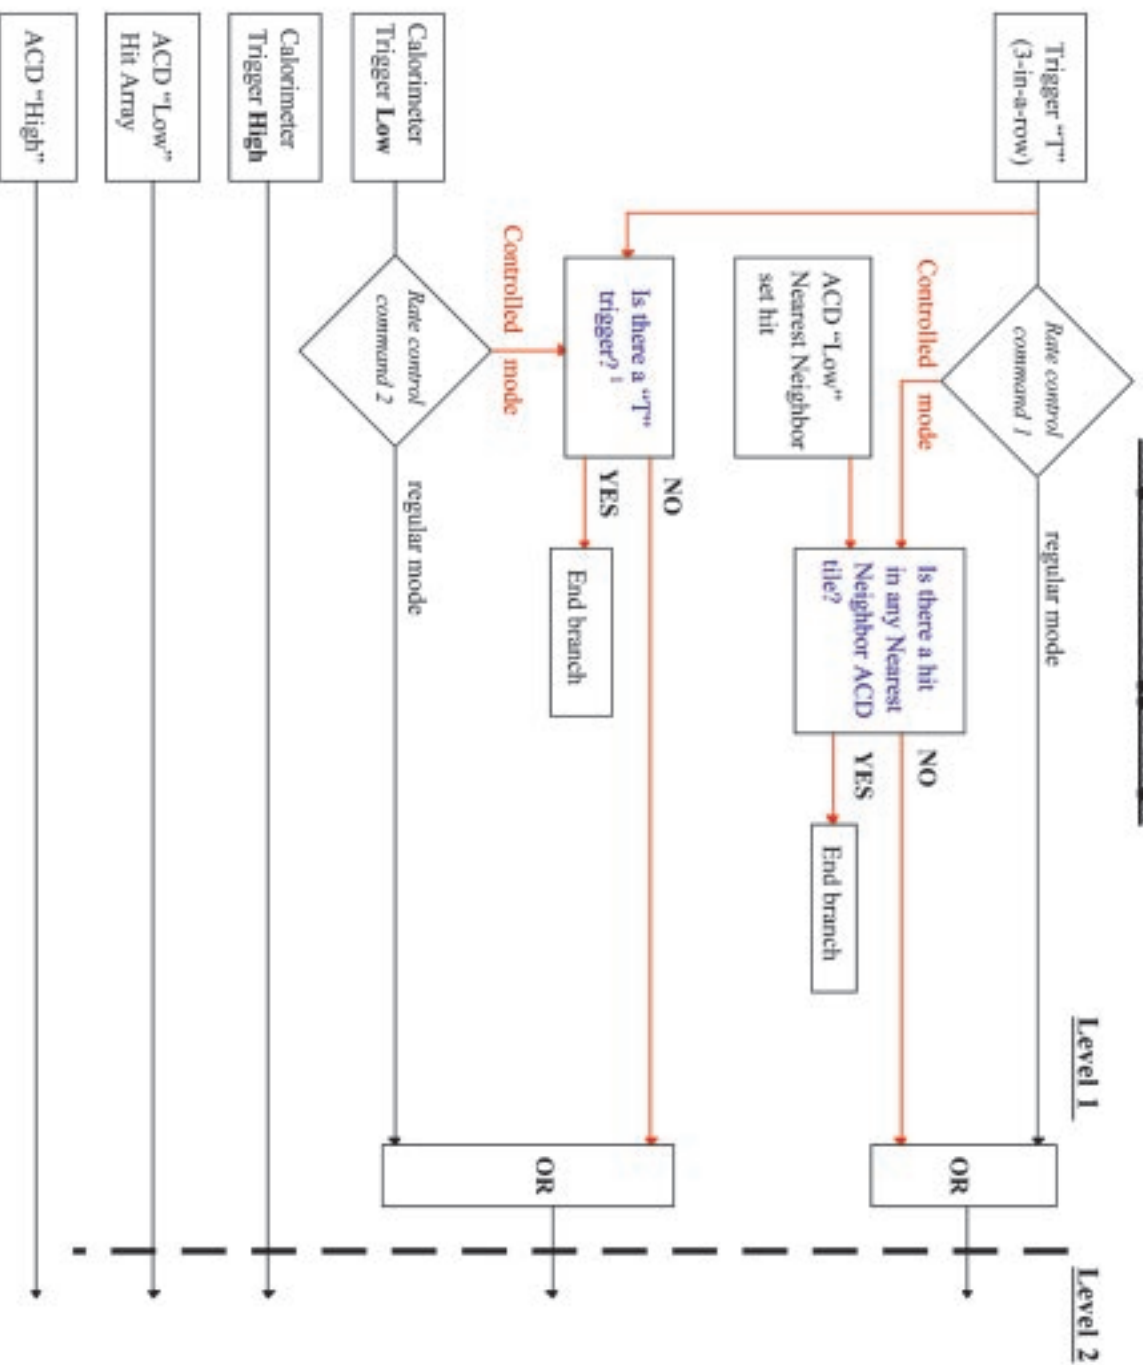 Level 1
Level 2
Trigger “T”
(3-in-a-row)
Rate control
command 1
regular mode
Controlled mode
ACD “Low”
Nearest Neighbor
set hit
Is there a hit
in any Nearest
Neighbor ACD
tile?
NO
YES
End branch
OR
Is there a “T”
trigger?
NO
YES
End branch
Controlled mode
Calorimeter
Trigger Low
Rate control
command 2
regular mode
OR
Calorimeter
Trigger High
ACD “Low”
Hit Array
ACD “High”